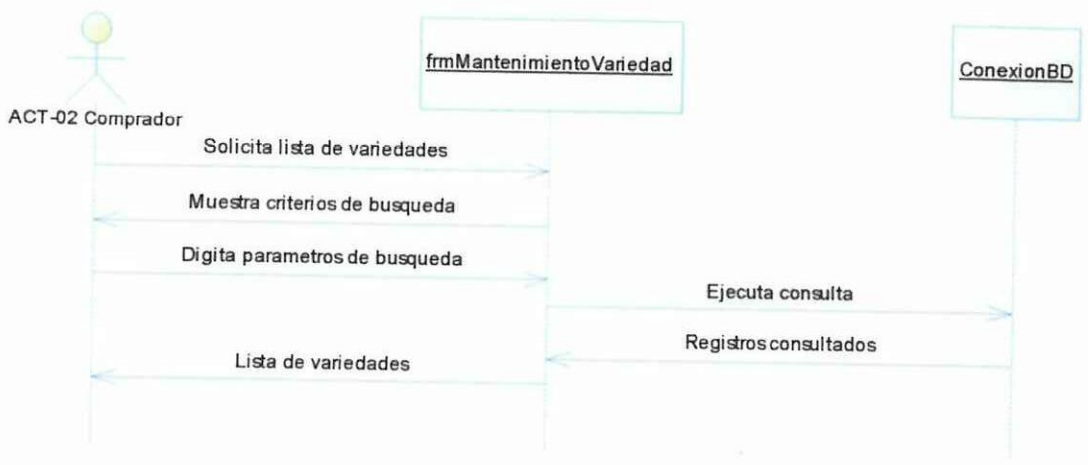 frmMantenimientoVariedad
ConexionBD
ACT-02 Comprador
Solicita lista de variedades
Muestra criterios de busqueda
Digita parametros de busqueda
Ejecuta consulta
Registros consultados
Lista de variedades